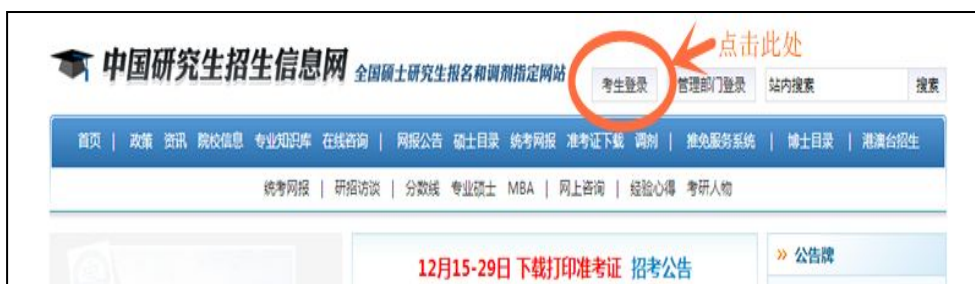 点击此处
中国研究生招生信息网 全国硕士研究生报名和调剂指定网站
考生登录 管理部门登录 站内搜索 搜索
首页 | 政策 资讯 院校信息 专业知识库 在线咨询 | 网报公告 硕士目录 统考网报 准考证下载 调剂 | 推免服务系统 | 博士目录 | 港澳台招生
统考网报 | 研招访谈 | 分数线 专业硕士 MBA | 网上咨询 | 经验心得 考研人物
12月15-29日 下载打印准考证 招考公告
» 公告牌